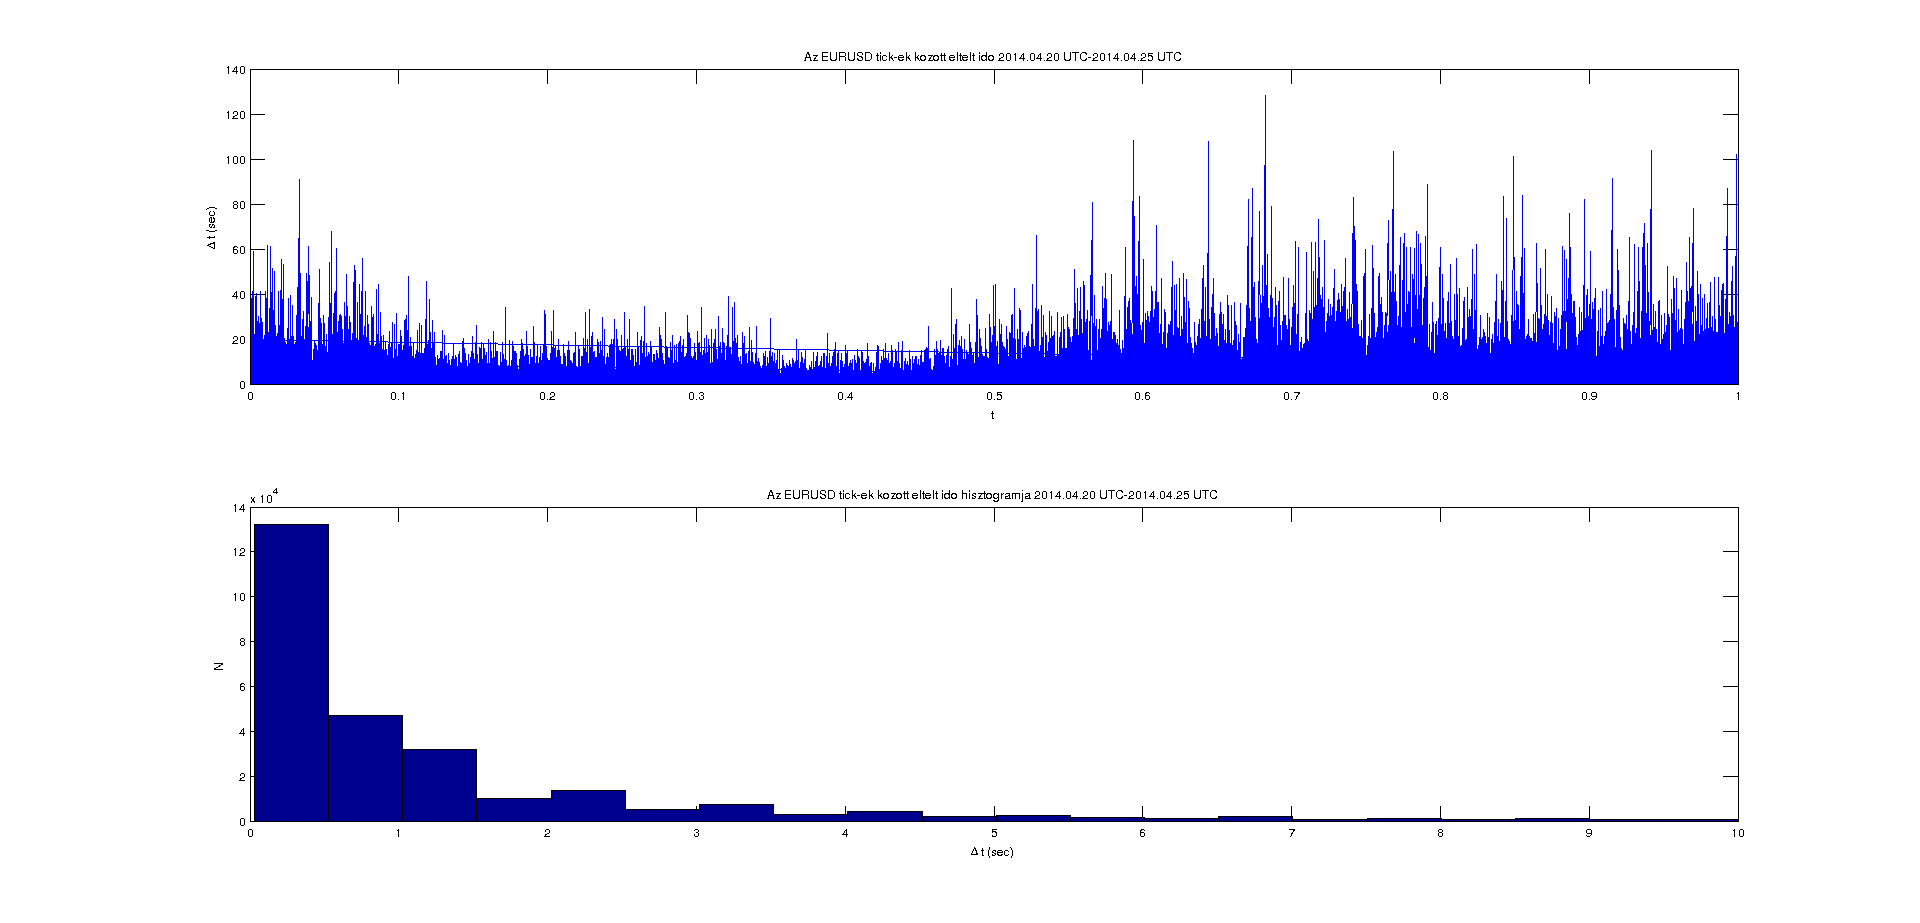 Az EURUSD tick-ek kozott eltelt ido 2014.04.20 UTC-2014.04.25 UTC
140
120
100
80
60
40
20
0
Δ t (sec)
0 0.1 0.2 0.3 0.4 0.5 0.6 0.7 0.8 0.9 1
t
Az EURUSD tick-ek kozott eltelt ido hisztogramja 2014.04.20 UTC-2014.04.25 UTC
x 10^4
14
12
10
8
6
4
2
0
N
0 1 2 3 4 5 6 7 8 9 10
Δ t (sec)